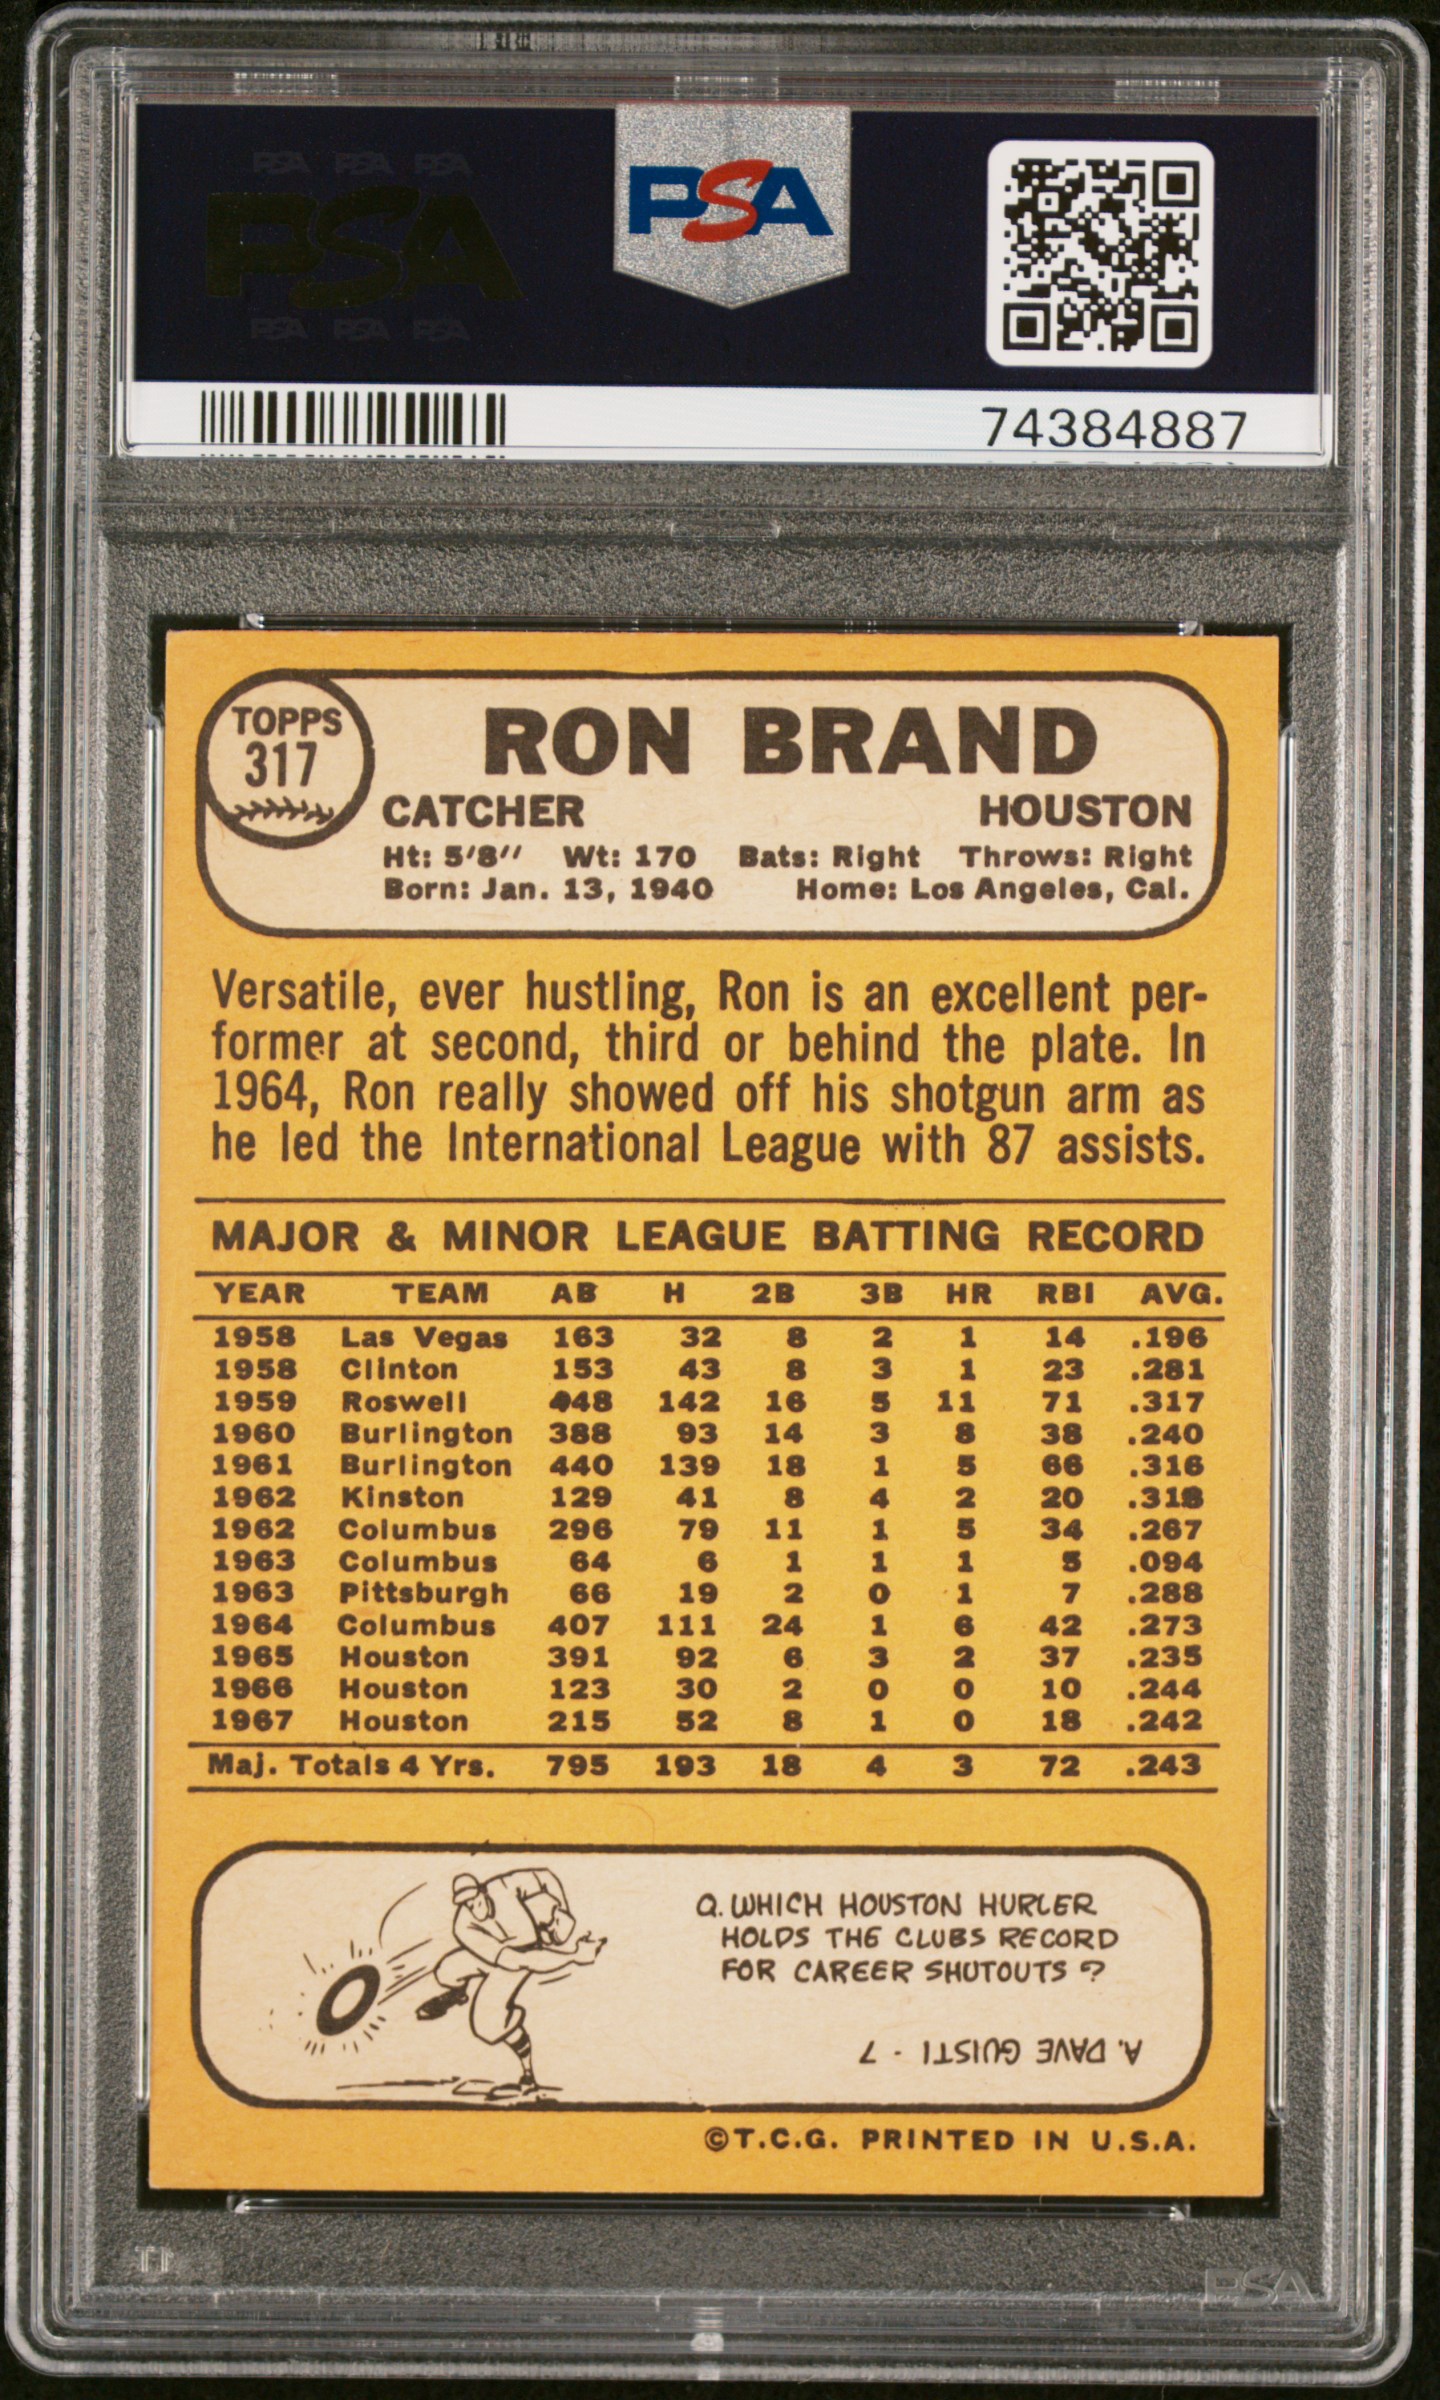 PSA PSA PSA
PSA
PSA PSA PSA
PSA
74384887
TOPPS
317
RON BRAND
CATCHER HOUSTON
Ht: 5'8'' Wt: 170 Bats: Right Throws: Right
Born: Jan. 13, 1940 Home: Los Angeles, Cal.
Versatile, ever hustling, Ron is an excellent per-
former at second, third or behind the plate. In
1964, Ron really showed off his shotgun arm as
he led the International League with 87 assists.
MAJOR & MINOR LEAGUE BATTING RECORD
YEAR TEAM AB H 2B 3B HR RBI AVG.
1958 Las Vegas 163 32 8 2 1 14 .196
1958 Clinton 153 43 8 3 1 23 .281
1959 Roswell 448 142 16 5 11 71 .317
1960 Burlington 388 93 14 3 8 38 .240
1961 Burlington 440 139 18 1 5 66 .316
1962 Kinston 129 41 8 4 2 20 .318
1962 Columbus 296 79 11 1 5 34 .267
1963 Columbus 64 6 1 1 1 5 .094
1963 Pittsburgh 66 19 2 0 1 7 .288
1964 Columbus 407 111 24 1 6 42 .273
1965 Houston 391 92 6 3 2 37 .235
1966 Houston 123 30 2 0 0 10 .244
1967 Houston 215 52 8 1 0 18 .242
Maj. Totals 4 Yrs. 795 193 18 4 3 72 .243
Q. WHICH HOUSTON HURLER
HOLDS THE CLUBS RECORD
FOR CAREER SHUTOUTS?
A. DAVE GUISTI - 7
©T.C.G. PRINTED IN U.S.A.
PSA